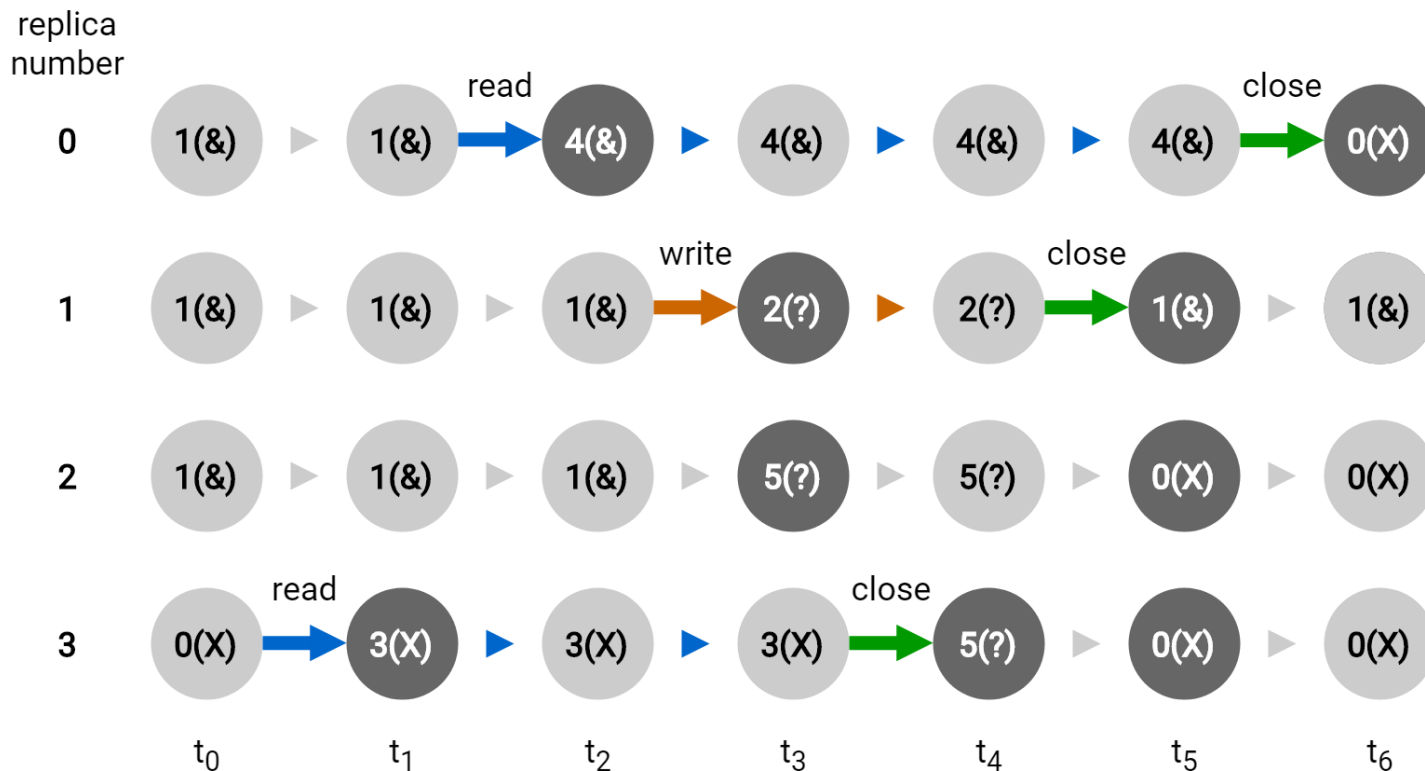 replica
number
read
close
0
1(&)
1(&)
4(&)
4(&)
4(&)
4(&)
0(X)
write
close
1
1(&)
1(&)
1(&)
2(?)
2(?)
1(&)
1(&)
2
1(&)
1(&)
1(&)
5(?)
5(?)
0(X)
0(X)
read
close
3
0(X)
3(X)
3(X)
3(X)
5(?)
0(X)
0(X)
t0
t1
t2
t3
t4
t5
t6